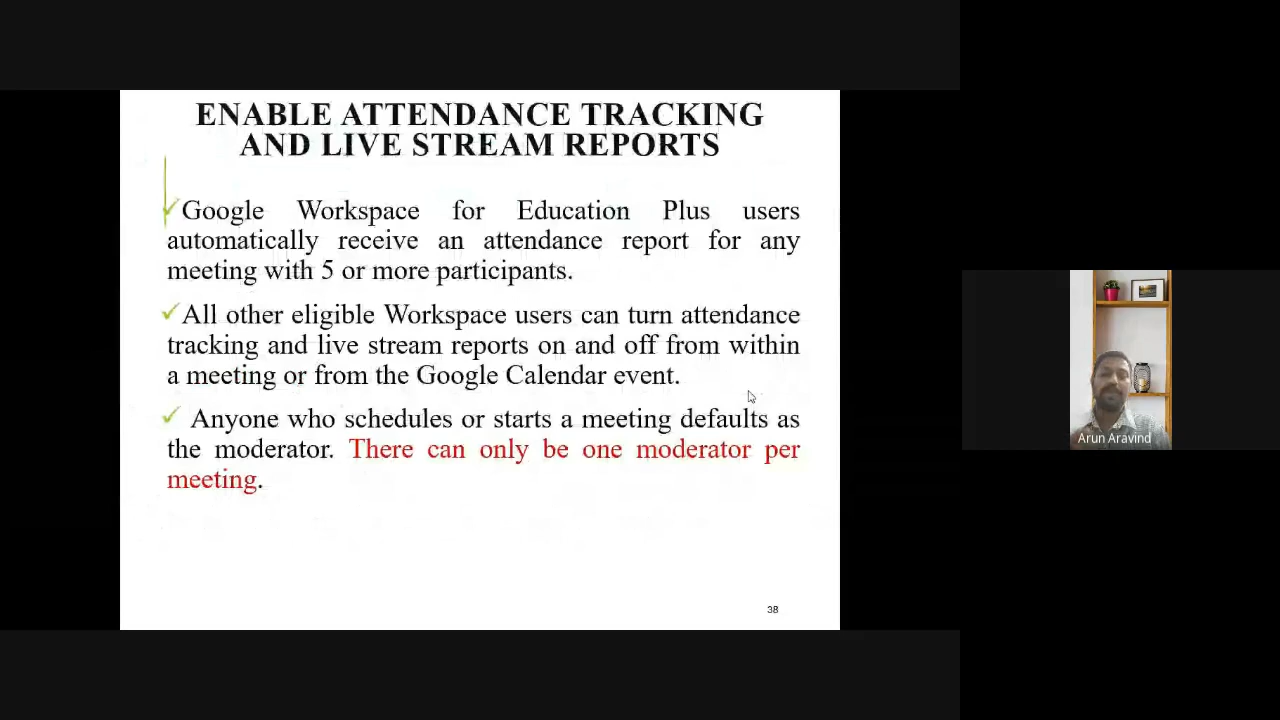 ENABLE ATTENDANCE TRACKING
AND LIVE STREAM REPORTS
Google Workspace for Education Plus users
automatically receive an attendance report for any
meeting with 5 or more participants.
All other eligible Workspace users can turn attendance
tracking and live stream reports on and off from within
a meeting or from the Google Calendar event.
Anyone who schedules or starts a meeting defaults as
the moderator. There can only be one moderator per
meeting.
38
Arun Aravind